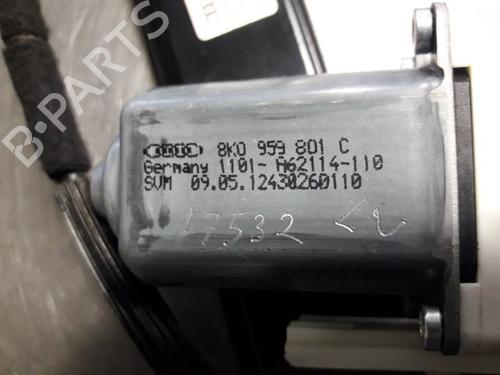 8K0 959 801 C
Germany 1101-A62114-110
SVM 09.05.12430260110
17532
B-PARTS